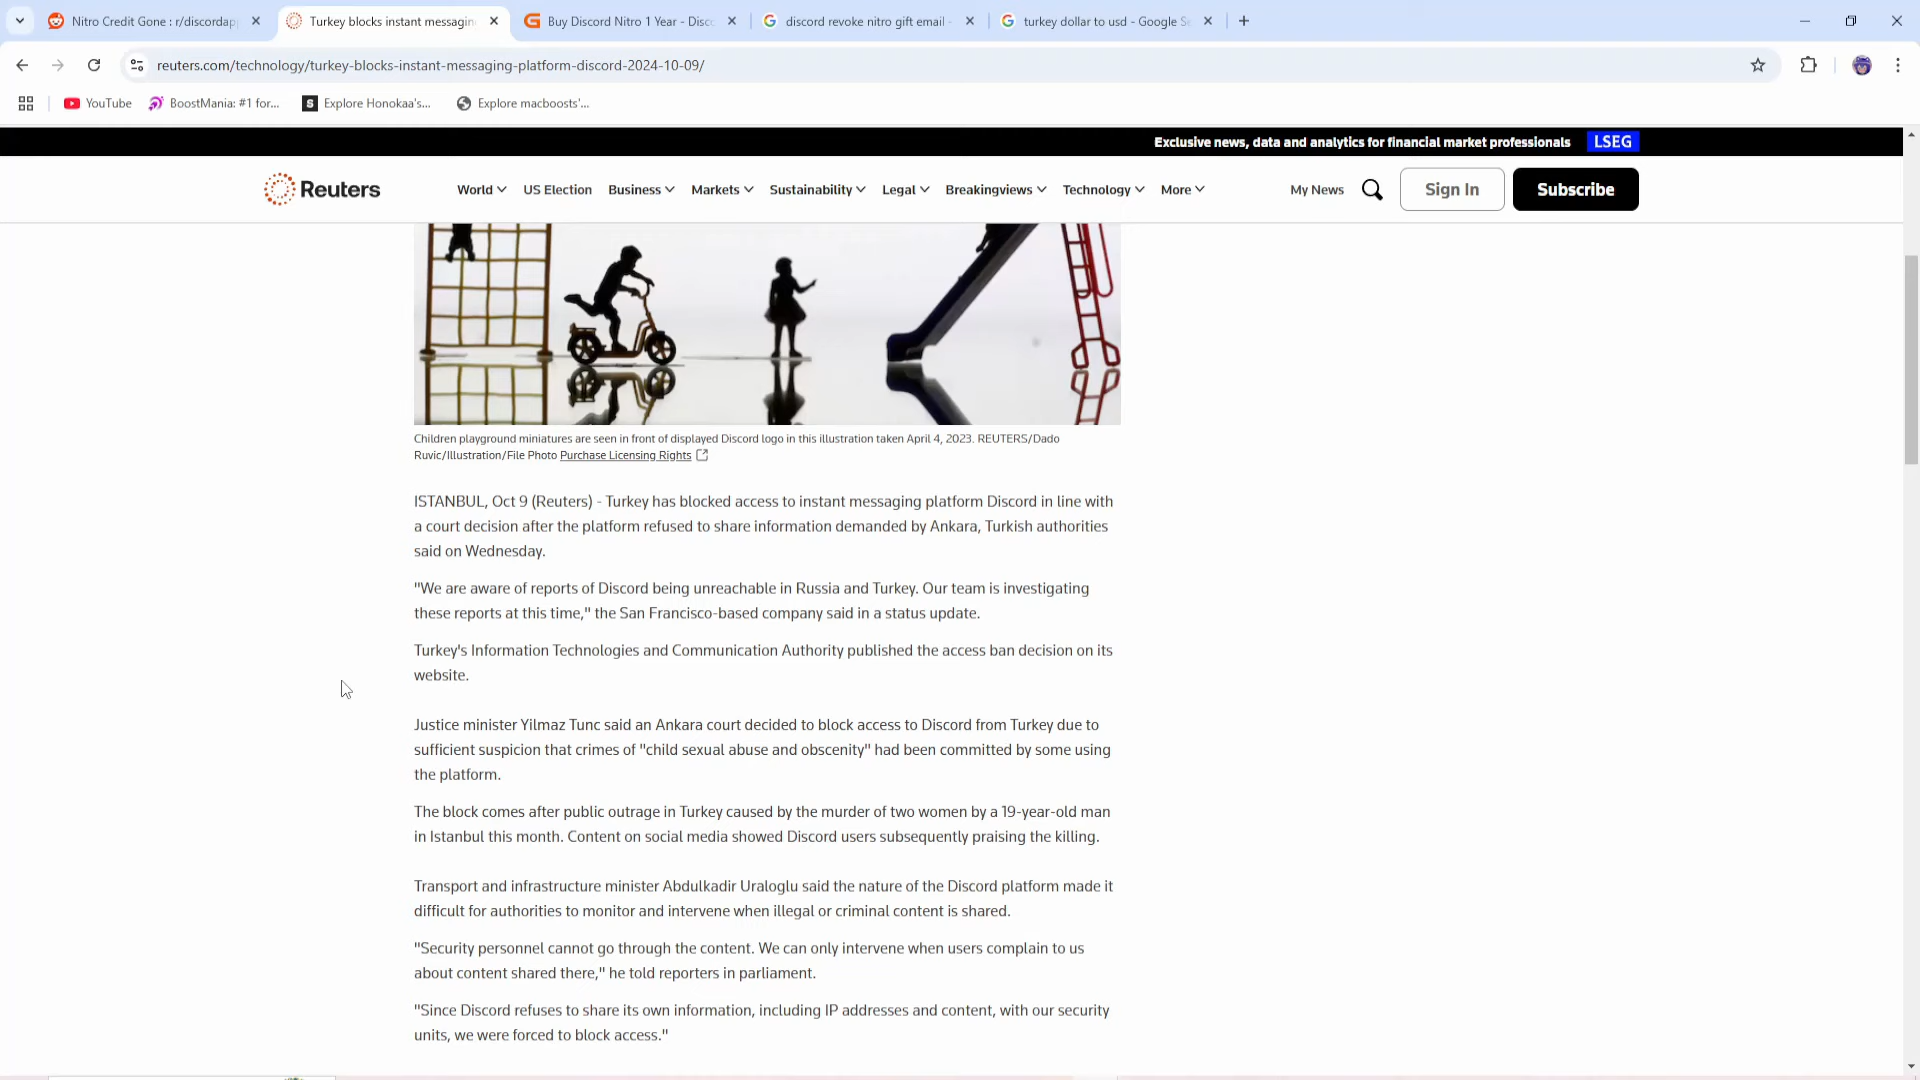 Nitro Credit Gone : r/discordap
Turkey blocks instant messagin
Buy Discord Nitro 1 Year - Disc
discord revoke nitro gift email -
turkey dollar to usd - Google Se
reuters.com/technology/turkey-blocks-instant-messaging-platform-discord-2024-10-09/
YouTube
BoostMania: #1 for...
Explore Honokaa's...
Explore macboosts'...
Exclusive news, data and analytics for financial market professionals LSEG
Reuters
World
US Election
Business
Markets
Sustainability
Legal
Breakingviews
Technology
More
My News
Sign In
Subscribe
Children playground miniatures are seen in front of displayed Discord logo in this illustration taken April 4, 2023. REUTERS/Dado
Ruvic/Illustration/File Photo Purchase Licensing Rights
ISTANBUL, Oct 9 (Reuters) - Turkey has blocked access to instant messaging platform Discord in line with
a court decision after the platform refused to share information demanded by Ankara, Turkish authorities
said on Wednesday.
"We are aware of reports of Discord being unreachable in Russia and Turkey. Our team is investigating
these reports at this time," the San Francisco-based company said in a status update.
Turkey's Information Technologies and Communication Authority published the access ban decision on its
website.
Justice minister Yilmaz Tunc said an Ankara court decided to block access to Discord from Turkey due to
sufficient suspicion that crimes of "child sexual abuse and obscenity" had been committed by some using
the platform.
The block comes after public outrage in Turkey caused by the murder of two women by a 19-year-old man
in Istanbul this month. Content on social media showed Discord users subsequently praising the killing.
Transport and infrastructure minister Abdulkadir Uraloglu said the nature of the Discord platform made it
difficult for authorities to monitor and intervene when illegal or criminal content is shared.
"Security personnel cannot go through the content. We can only intervene when users complain to us
about content shared there," he told reporters in parliament.
"Since Discord refuses to share its own information, including IP addresses and content, with our security
units, we were forced to block access."